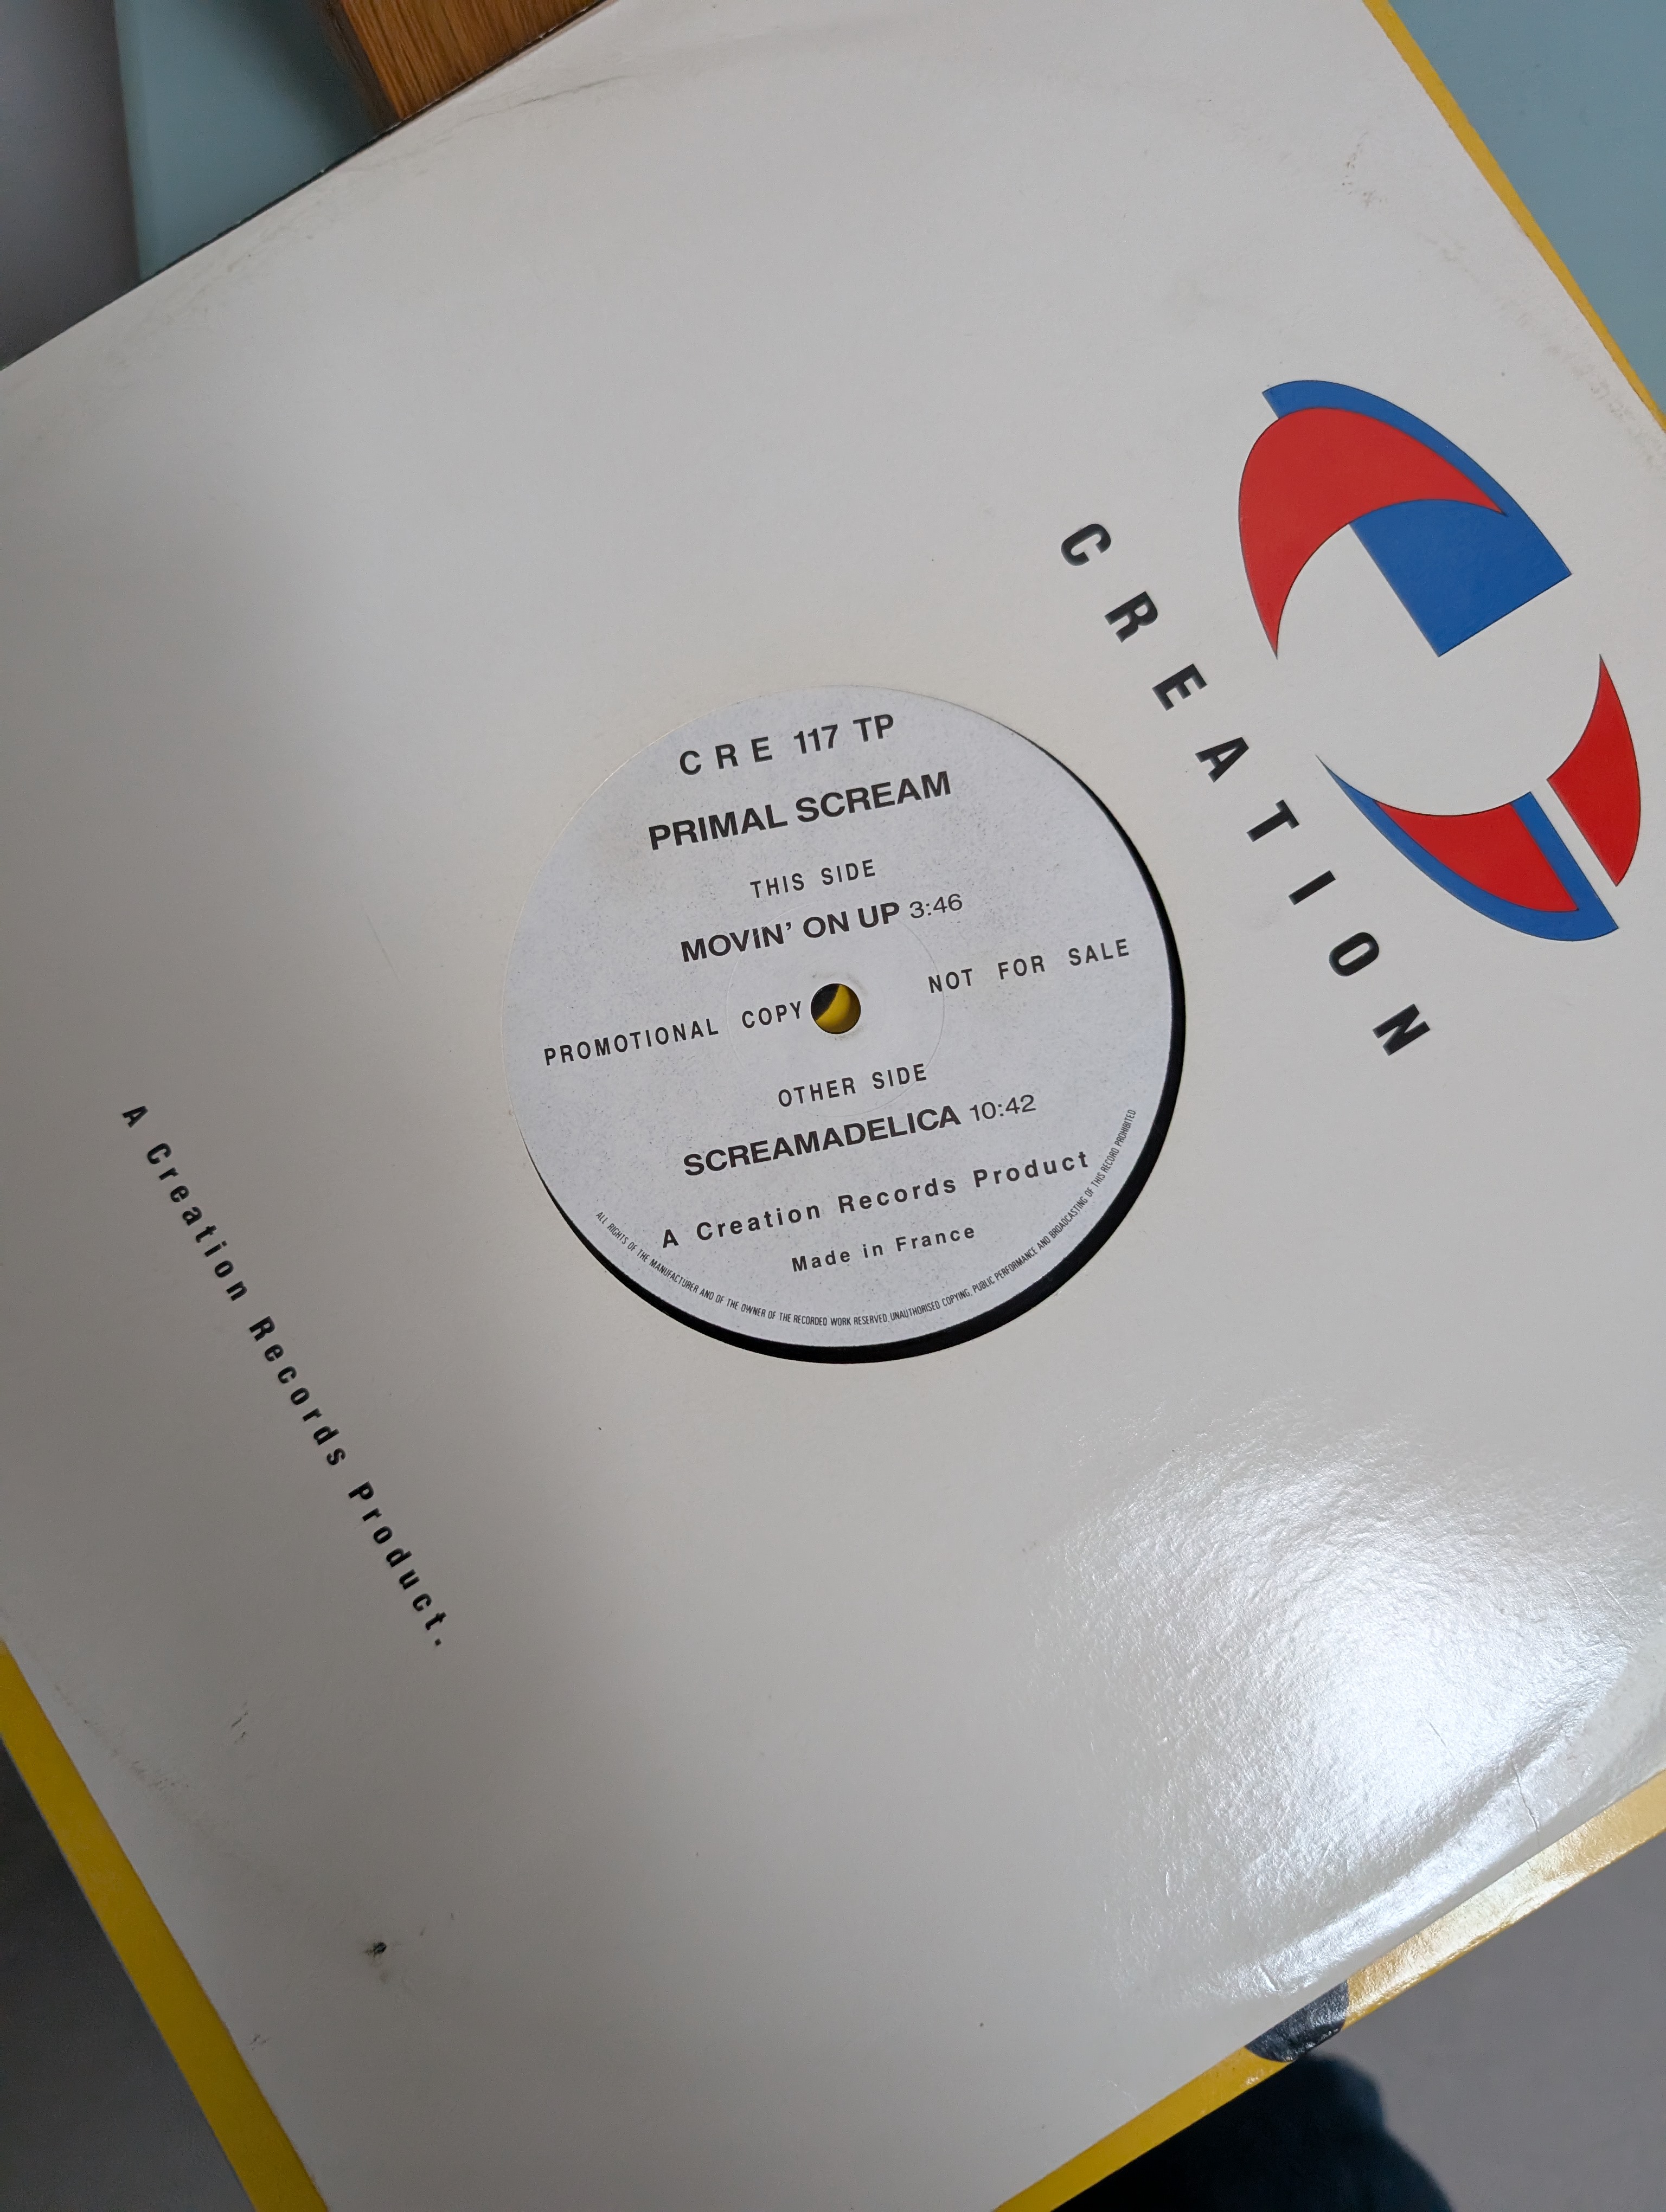 CREATION
CRE 117 TP
PRIMAL SCREAM
THIS SIDE
MOVIN' ON UP 3:46
PROMOTIONAL COPY NOT FOR SALE
OTHER SIDE
SCREAMADELICA 10:42
A Creation Records Product
Made in France
ALL RIGHTS OF THE MANUFACTURER AND OF THE OWNER OF THE RECORDED WORK RESERVED. UNAUTHORISED COPYING, PUBLIC PERFORMANCE AND BROADCASTING OF THIS RECORD PROHIBITED
A Creation Records Product.